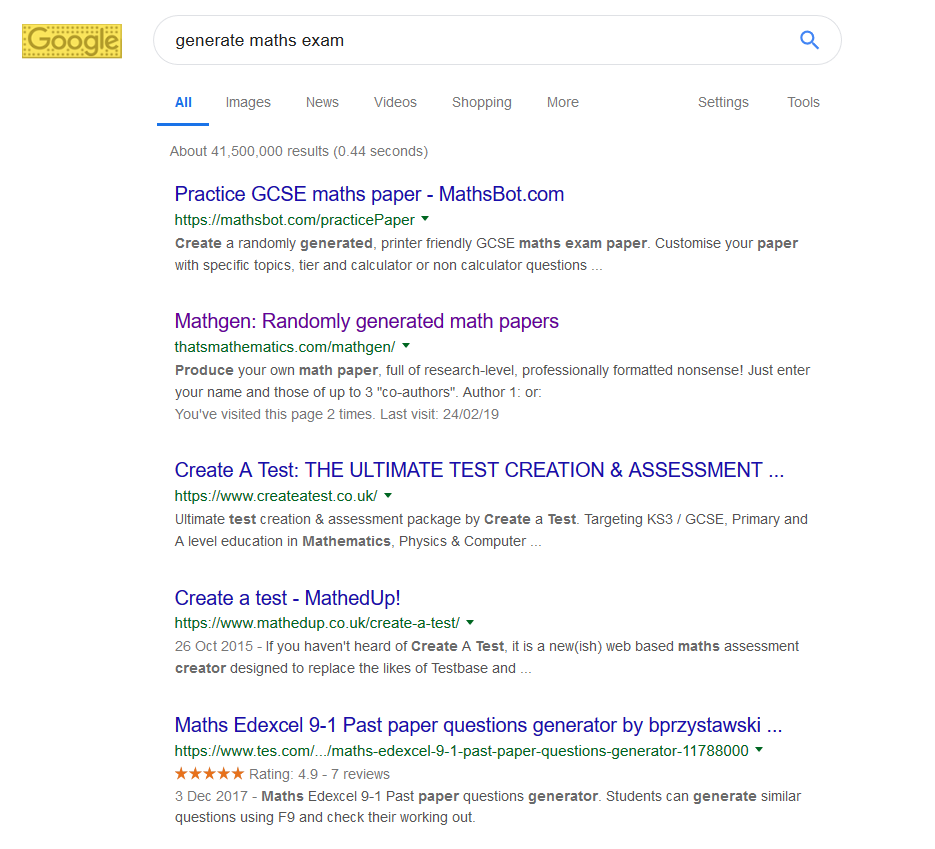 Google
generate maths exam
All Images News Videos Shopping More Settings Tools
About 41,500,000 results (0.44 seconds)
Practice GCSE maths paper - MathsBot.com
https://mathsbot.com/practicePaper
Create a randomly generated, printer friendly GCSE maths exam paper. Customise your paper
with specific topics, tier and calculator or non calculator questions ...
Mathgen: Randomly generated math papers
thatsmathematics.com/mathgen/
Produce your own math paper, full of research-level, professionally formatted nonsense! Just enter
your name and those of up to 3 "co-authors". Author 1: or:
You've visited this page 2 times. Last visit: 24/02/19
Create A Test: THE ULTIMATE TEST CREATION & ASSESSMENT ...
https://www.createatest.co.uk/
Ultimate test creation & assessment package by Create a Test. Targeting KS3 / GCSE, Primary and
A level education in Mathematics, Physics & Computer ...
Create a test - MathedUp!
https://www.mathedup.co.uk/create-a-test/
26 Oct 2015 - If you haven't heard of Create A Test, it is a new(ish) web based maths assessment
creator designed to replace the likes of Testbase and ...
Maths Edexcel 9-1 Past paper questions generator by bprzystawski ...
https://www.tes.com/.../maths-edexcel-9-1-past-paper-questions-generator-11788000
★★★★★ Rating: 4.9 - 7 reviews
3 Dec 2017 - Maths Edexcel 9-1 Past paper questions generator. Students can generate similar
questions using F9 and check their working out.